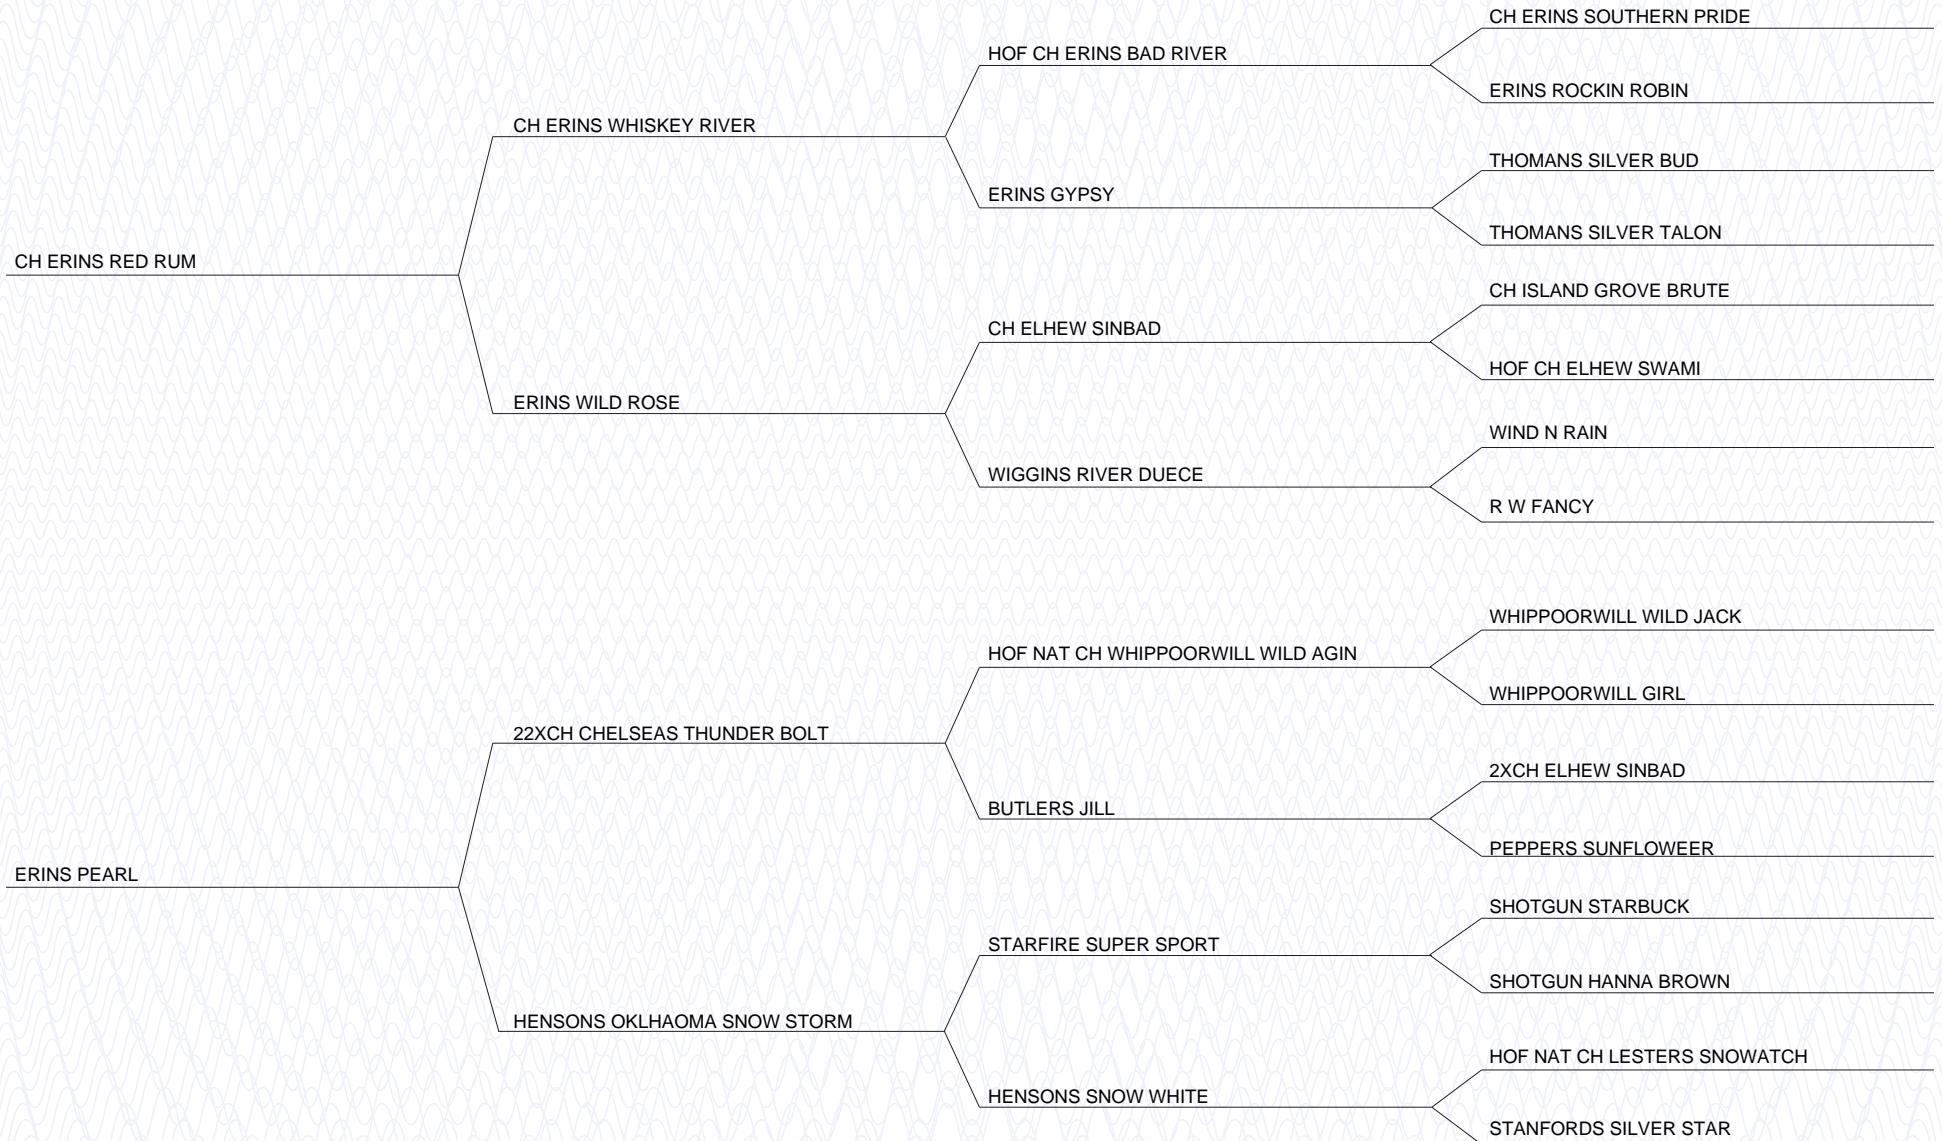 CH ERINS SOUTHERN PRIDE
HOF CH ERINS BAD RIVER
ERINS ROCKIN ROBIN
CH ERINS WHISKEY RIVER
THOMANS SILVER BUD
ERINS GYPSY
THOMANS SILVER TALON
CH ERINS RED RUM
CH ISLAND GROVE BRUTE
CH ELHEW SINBAD
HOF CH ELHEW SWAMI
ERINS WILD ROSE
WIND N RAIN
WIGGINS RIVER DUECE
R W FANCY
WHIPPOORWILL WILD JACK
HOF NAT CH WHIPPOORWILL WILD AGIN
WHIPPOORWILL GIRL
22XCH CHELSEAS THUNDER BOLT
2XCH ELHEW SINBAD
BUTLERS JILL
PEPPERS SUNFLOWEER
ERINS PEARL
SHOTGUN STARBUCK
STARFIRE SUPER SPORT
SHOTGUN HANNA BROWN
HENSONS OKLHAOMA SNOW STORM
HOF NAT CH LESTERS SNOWATCH
HENSONS SNOW WHITE
STANFORDS SILVER STAR